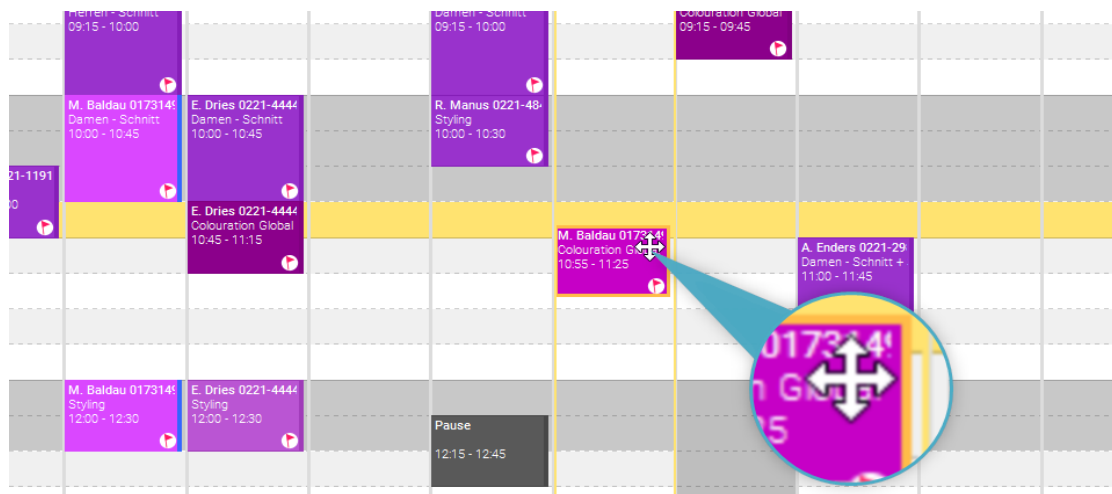 Herren - Schnitt
09:15 - 10:00
Damen - Schnitt
09:15 - 10:00
Colouration Global
09:15 - 09:45
M. Baldau 0173149
Damen - Schnitt
10:00 - 10:45
E. Dries 0221-4444
Damen - Schnitt
10:00 - 10:45
R. Manus 0221-484
Styling
10:00 - 10:30
21-1191
00
E. Dries 0221-4444
Colouration Global
10:45 - 11:15
M. Baldau 0173149
Colouration
10:55 - 11:25
A. Enders 0221-29
Damen - Schnitt +
11:00 - 11:45
M. Baldau 0173149
Styling
12:00 - 12:30
E. Dries 0221-4444
Styling
12:00 - 12:30
Pause
12:15 - 12:45
25